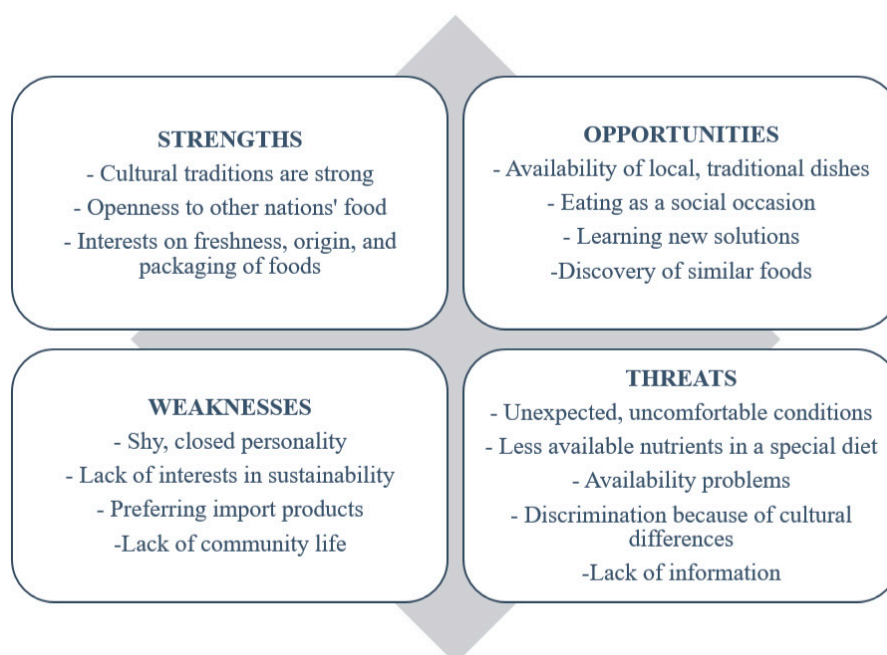 STRENGTHS
- Cultural traditions are strong
- Openness to other nations' food
- Interests on freshness, origin, and
packaging of foods
OPPORTUNITIES
- Availability of local, traditional dishes
- Eating as a social occasion
- Learning new solutions
-Discovery of similar foods
WEAKNESSES
- Shy, closed personality
- Lack of interests in sustainability
- Preferring import products
-Lack of community life
THREATS
- Unexpected, uncomfortable conditions
- Less available nutrients in a special diet
- Availability problems
- Discrimination because of cultural
differences
-Lack of information